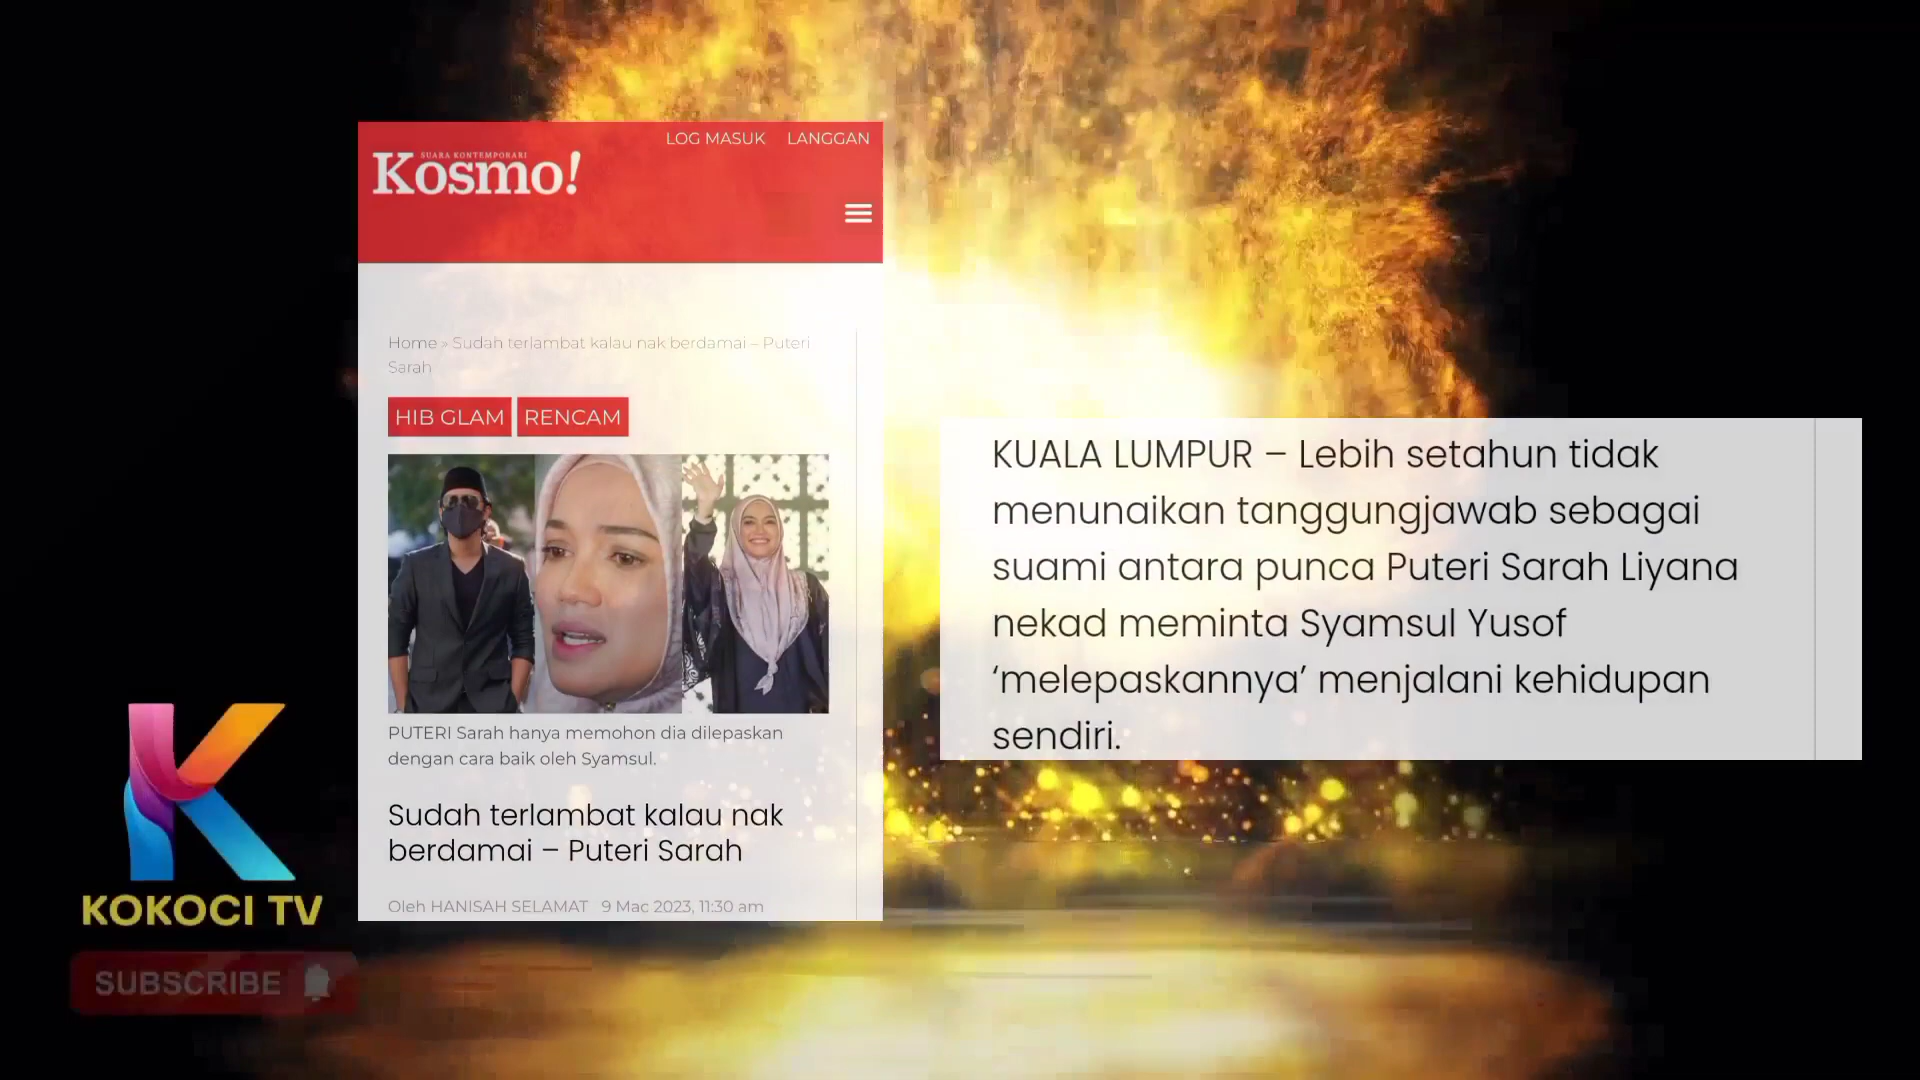 LOG MASUK LANGGAN
SUARA KONTEMPORARI
Kosmo!
Home » Sudah terlambat kalau nak berdamai – Puteri
Sarah
HIB GLAM RENCAM
PUTERI Sarah hanya memohon dia dilepaskan
dengan cara baik oleh Syamsul.
Sudah terlambat kalau nak
berdamai – Puteri Sarah
Oleh HANISAH SELAMAT 9 Mac 2023, 11:30 am
KUALA LUMPUR – Lebih setahun tidak
menunaikan tanggungjawab sebagai
suami antara punca Puteri Sarah Liyana
nekad meminta Syamsul Yusof
‘melepaskannya’ menjalani kehidupan
sendiri.
K
KOKOCI TV
SUBSCRIBE